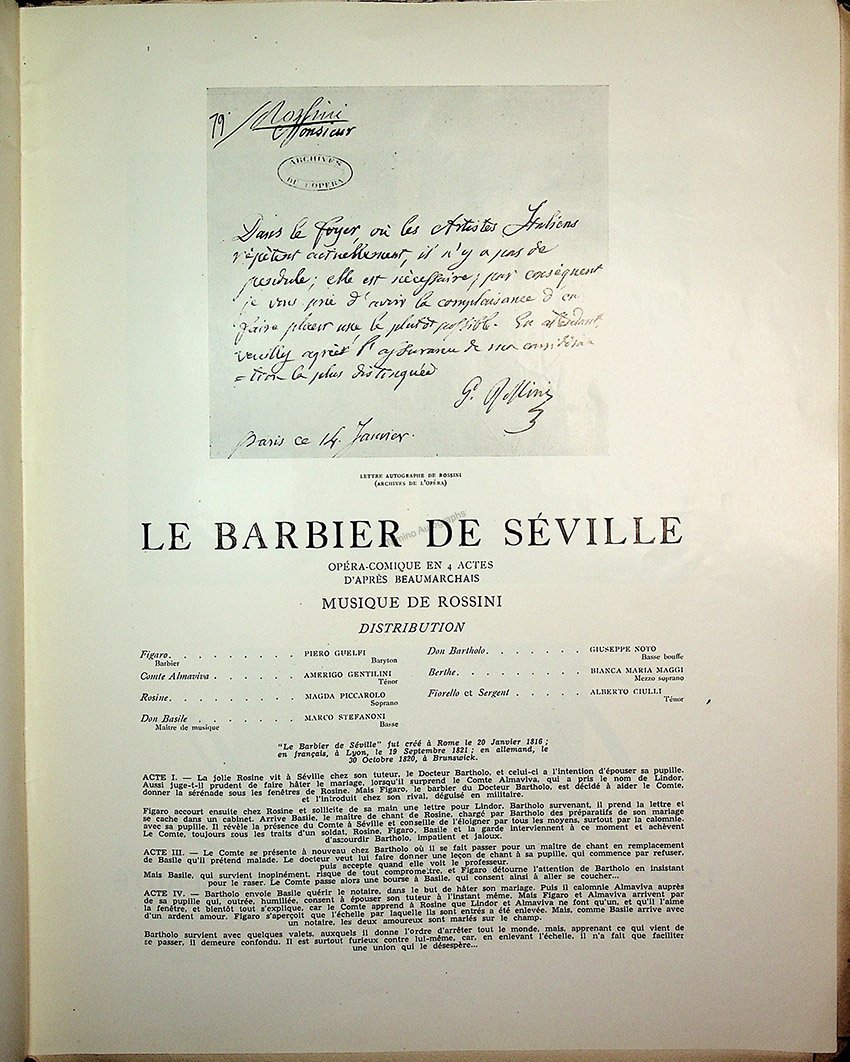 79 Rossini
Monsieur
ARCHIVES
DE L'OPÉRA
Dans le foyer où les Artistes Italiens
répètent actuellement, il n'y a pas de
pendule; elle est nécessaire; par conséquent
je vous prie d'avoir la complaisance d'en
faire placer une le plutôt possible. En attendant,
veuillez agréer l'assurance de ma considéra
=tion la plus distinguée
G. Rossini
Paris ce 14. Janvier.
LETTRE AUTOGRAPHE DE ROSSINI
(ARCHIVES DE L'OPÉRA)
LE BARBIER DE SÉVILLE
OPÉRA-COMIQUE EN 4 ACTES
D'APRÈS BEAUMARCHAIS
MUSIQUE DE ROSSINI
DISTRIBUTION
Figaro. . . . . . . . . . PIERO GUELFI
Barbier Baryton
Comte Almaviva . . . . . . . AMERIGO GENTILINI
Ténor
Rosine. . . . . . . . . . MAGDA PICCAROLO
Soprano
Don Basile . . . . . . . . MARCO STEFANONI
Maître de musique Basse
Don Bartholo. . . . . . . GIUSEPPE NOTO
Basse bouffe
Berthe. . . . . . . . . . BIANCA MARIA MAGGI
Mezzo soprano
Fiorello et Sergent . . . . . ALBERTO CIULLI
Ténor
"Le Barbier de Séville" fut créé à Rome le 20 Janvier 1816 ;
en français, à Lyon, le 19 Septembre 1821 ; en allemand, le
30 Octobre 1820, à Brunswick.
ACTE I. — La jolie Rosine vit à Séville chez son tuteur, le Docteur Bartholo, et celui-ci a l'intention d'épouser sa pupille.
Aussi juge-t-il prudent de faire hâter le mariage, lorsqu'il surprend le Comte Almaviva, qui a pris le nom de Lindor,
donner la sérénade sous les fenêtres de Rosine. Mais Figaro, le barbier du Docteur Bartholo, est décidé à aider le Comte,
et l'introduit chez son rival, déguisé en militaire.
Figaro accourt ensuite chez Rosine et sollicite de sa main une lettre pour Lindor. Bartholo survenant, il prend la lettre et
se cache dans un cabinet. Arrive Basile, le maître de chant de Rosine, chargé par Bartholo des préparatifs de son mariage
avec sa pupille. Il révèle la présence du Comte à Séville et conseille de l'éloigner par tous les moyens, surtout par la calomnie.
Le Comte, toujours sous les traits d'un soldat, Rosine, Figaro, Basile et la garde interviennent à ce moment et achèvent
d'assourdir Bartholo, impatient et jaloux.
ACTE III. — Le Comte se présente à nouveau chez Bartholo où il se fait passer pour un maître de chant en remplacement
de Basile qu'il prétend malade. Le docteur veut lui faire donner une leçon de chant à sa pupille, qui commence par refuser,
puis accepte quand elle voit le professeur.
Mais Basile, qui survient inopinément, risque de tout compromettre, et Figaro détourne l'attention de Bartholo en insistant
pour le raser. Le Comte passe alors une bourse à Basile, qui consent ainsi à aller se coucher...
ACTE IV. — Bartholo envoie Basile quérir le notaire, dans le but de hâter son mariage. Puis il calomnie Almaviva auprès
de sa pupille qui, outrée, humiliée, consent à épouser son tuteur à l'instant même. Mais Figaro et Almaviva arrivent par
la fenêtre, et bientôt tout s'explique, car le Comte apprend à Rosine que Lindor et Almaviva ne font qu'un, et qu'il l'aime
d'un ardent amour. Figaro s'aperçoit que l'échelle par laquelle ils sont entrés a été enlevée. Mais, comme Basile arrive avec
un notaire, les deux amoureux sont mariés sur le champ.
Bartholo survient avec quelques valets, auxquels il donne l'ordre d'arrêter tout le monde, mais, apprenant ce qui vient de
se passer, il demeure confondu. Il est surtout furieux contre lui-même, car, en enlevant l'échelle, il n'a fait que faciliter
une union qui le désespère...